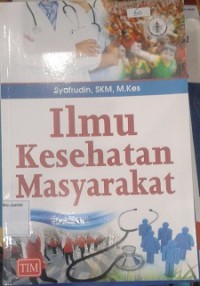 Syafrudin, SKM, M.Kes
Ilmu
Kesehatan
Masyarakat
TIM